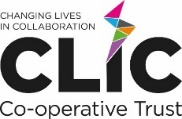 CHANGING LIVES
IN COLLABORATION
CLIC
Co-operative Trust